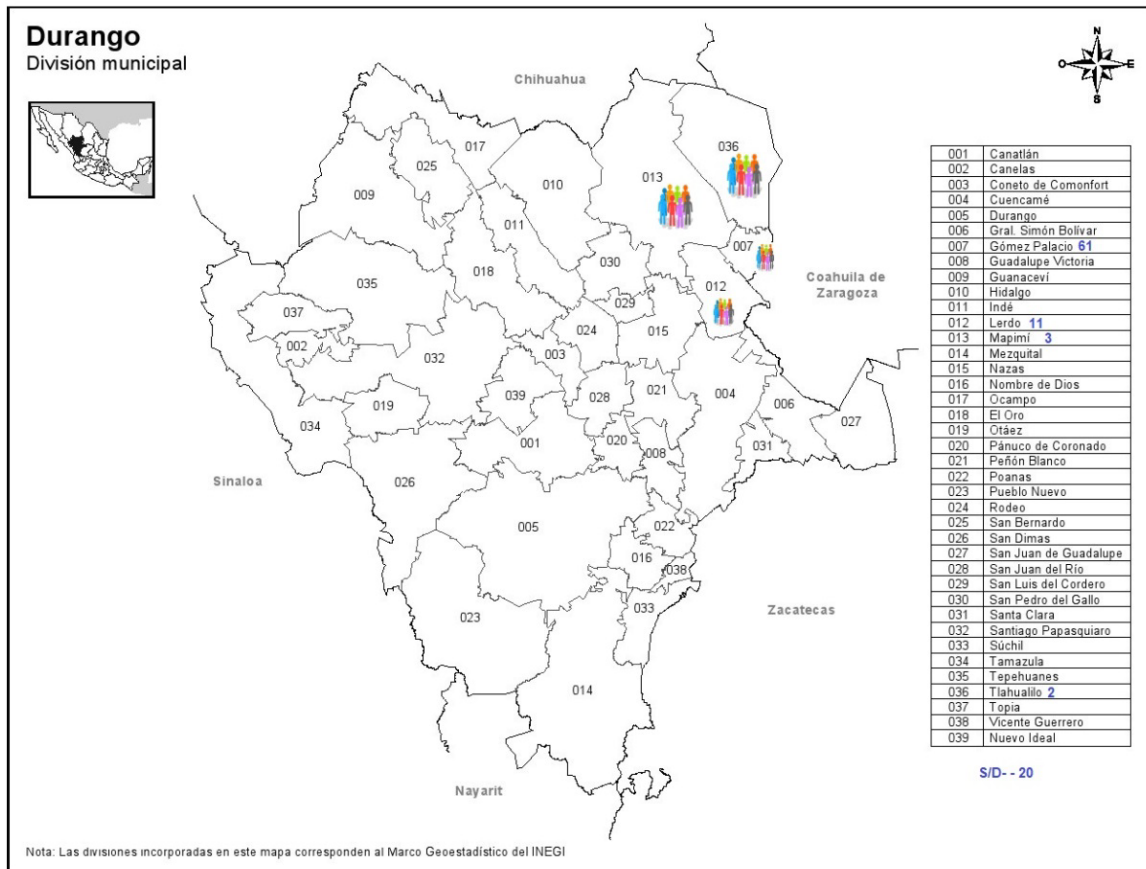 Durango
División municipal
N
O
E
S
Chihuahua
Coahuila de
Zaragoza
Sinaloa
Zacatecas
Nayarit
017
036
025
013
009
010
011
007
030
018
035
012
029
037
024
015
002
003
032
039
028
021
004
006
019
027
034
001
020
008
031
026
005
022
016
038
033
023
014
001 Canatlán
002 Canelas
003 Coneto de Comonfort
004 Cuencamé
005 Durango
006 Gral. Simón Bolívar
007 Gómez Palacio 61
008 Guadalupe Victoria
009 Guanaceví
010 Hidalgo
011 Indé
012 Lerdo 11
013 Mapimí 3
014 Mezquital
015 Nazas
016 Nombre de Dios
017 Ocampo
018 El Oro
019 Otáez
020 Pánuco de Coronado
021 Peñón Blanco
022 Poanas
023 Pueblo Nuevo
024 Rodeo
025 San Bernardo
026 San Dimas
027 San Juan de Guadalupe
028 San Juan del Río
029 San Luis del Cordero
030 San Pedro del Gallo
031 Santa Clara
032 Santiago Papasquiaro
033 Súchil
034 Tamazula
035 Tepehuanes
036 Tlahualilo 2
037 Topia
038 Vicente Guerrero
039 Nuevo Ideal
S/D- - 20
Nota: Las divisiones incorporadas en este mapa corresponden al Marco Geoestadístico del INEGI